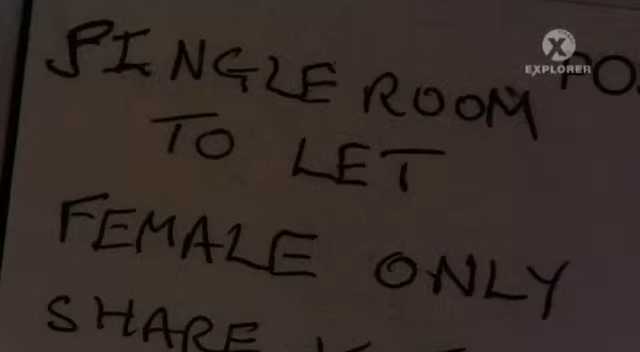 SINGLE ROOM
TO LET
FEMALE ONLY
SHARE
X
EXPLORER